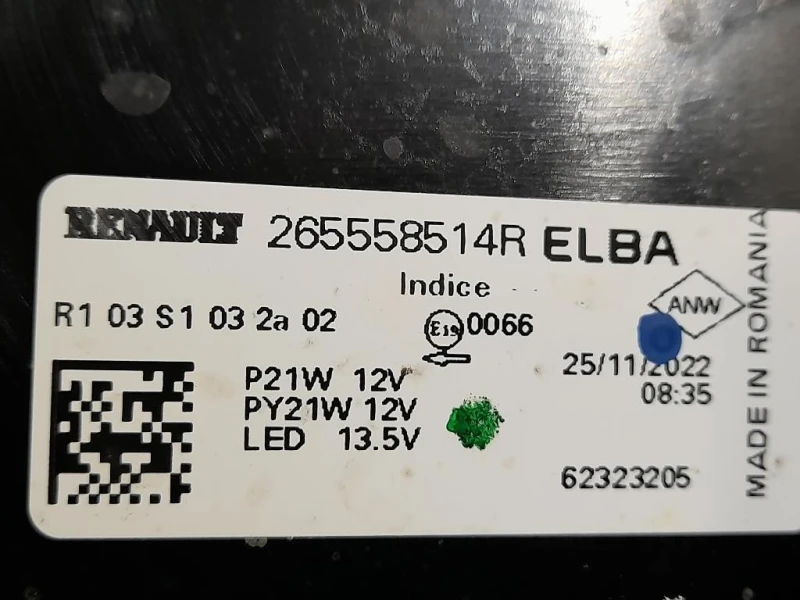 RENAULT 265558514R ELBA
Indice --
R1 03 S1 03 2a 02
E19 0066
ANW
P21W 12V
PY21W 12V
LED 13.5V
25/11/2022
08:35
62323205
MADE IN ROMANIA